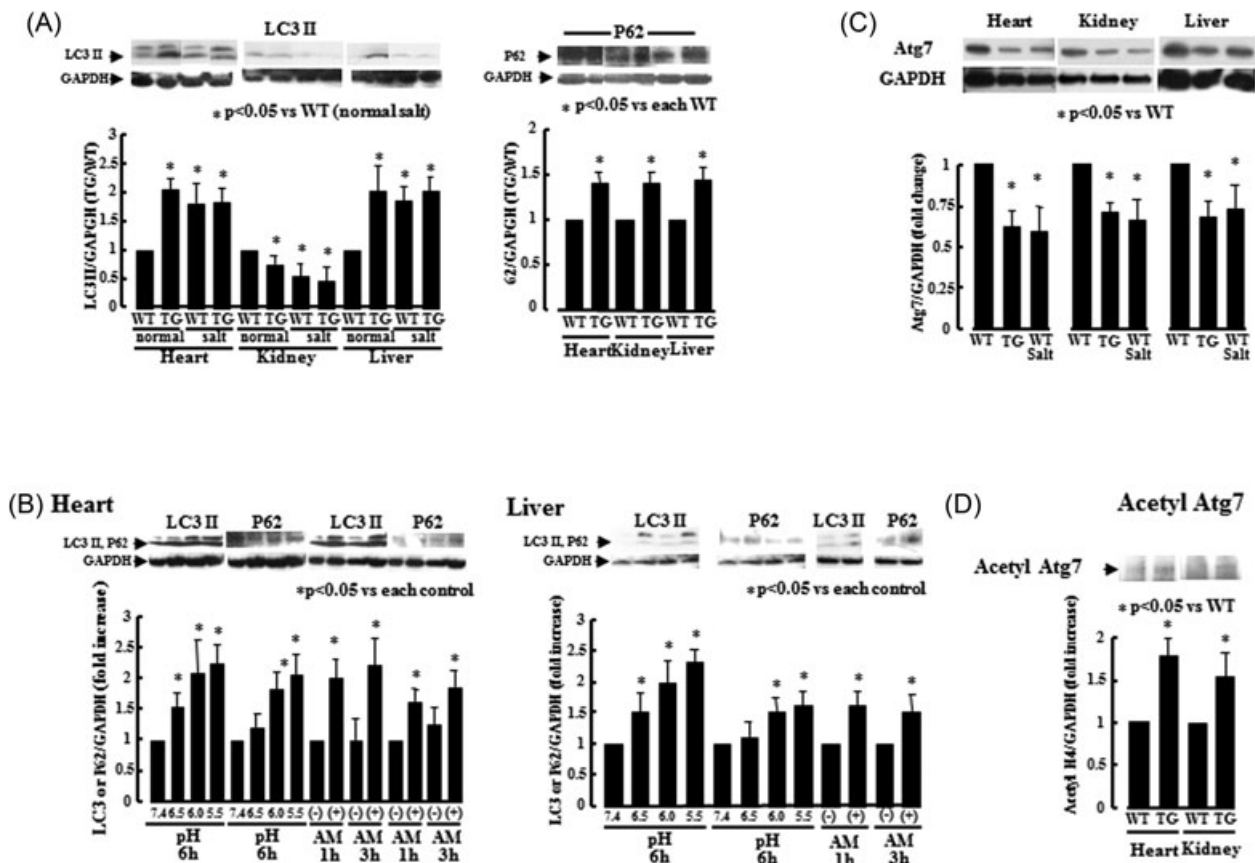 (A)
LC3 II
LC3 II
GAPDH
* p<0.05 vs WT (normal salt)
LC3II/GAPGH (TG/WT)
2.5
2
1.5
1
0.5
0
* * * * * * * * *
WT TG WT TG WT TG WT TG WT TG WT TG
normal salt normal salt normal salt
Heart Kidney Liver
P62
P62
GAPDH
* p<0.05 vs each WT
62/GAPGH (TG/WT)
2
1.5
1
0.5
0
* * *
WT TG WT TG WT TG
Heart Kidney Liver
(C)
Heart Kidney Liver
Atg7
GAPDH
* p<0.05 vs WT
Atg7/GAPDH (fold change)
1
0.75
0.5
0.25
0
* * * * * *
WT TG WT WT TG WT WT TG WT
Salt Salt Salt
(B) Heart
LC3 II P62 LC3 II P62
LC3 II, P62
GAPDH
*p<0.05 vs each control
LC3 or P62/GAPDH (fold increase)
3
2.5
2
1.5
1
0.5
0
* * * * * * * * *
7.4 6.5 6.0 5.5 7.4 6.5 6.0 5.5 (-) (+) (-) (+) (-) (+) (-) (+)
pH pH AM AM AM AM
6h 6h 1h 3h 1h 3h
Liver
LC3 II P62 LC3 II P62
LC3 II, P62
GAPDH
*p<0.05 vs each control
LC3 or P62/GAPDH (fold increase)
3
2.5
2
1.5
1
0.5
0
* * * * * * *
7.4 6.5 6.0 5.5 7.4 6.5 6.0 5.5 (-) (+) (-) (+)
pH pH AM AM
6h 6h 1h 3h
(D)
Acetyl Atg7
Acetyl Atg7
* p<0.05 vs WT
Acetyl H4/GAPDH (fold increase)
2
1.5
1
0.5
0
* *
WT TG WT TG
Heart Kidney